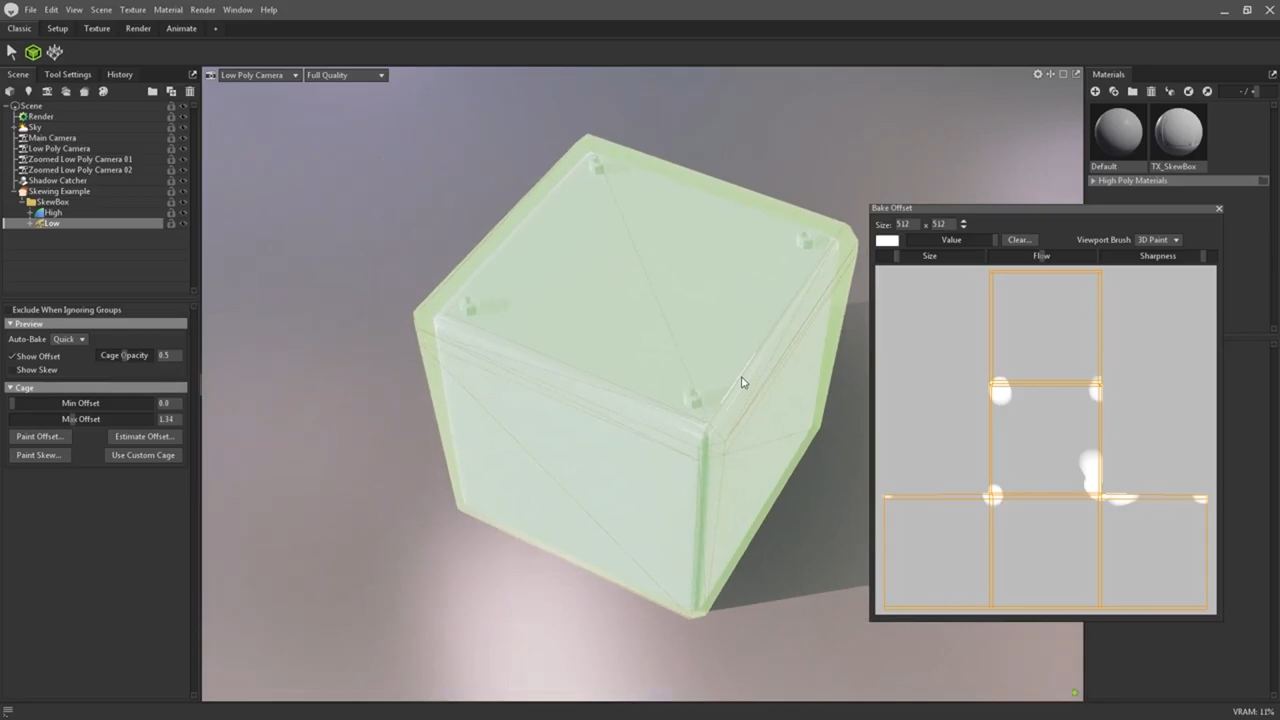 File Edit View Scene Texture Material Render Window Help
Classic Setup Texture Render Animate +
Scene Tool Settings History
Low Poly Camera Full Quality
Materials
Scene
Render
Sky
Main Camera
Low Poly Camera
Zoomed Low Poly Camera 01
Zoomed Low Poly Camera 02
Shadow Catcher
Skewing Example
SkewBox
High
Low
Default TX_SkewBox
High Poly Materials
Bake Offset
Size: 512 x 512
Value Clear... Viewport Brush 3D Paint
Size Flow Sharpness
Exclude When Ignoring Groups
Preview
Auto-Bake Quick
Show Offset Cage Opacity 0.5
Show Skew
Cage
Min Offset 0.0
Max Offset 1.34
Paint Offset... Estimate Offset...
Paint Skew... Use Custom Cage
VRAM: 11%